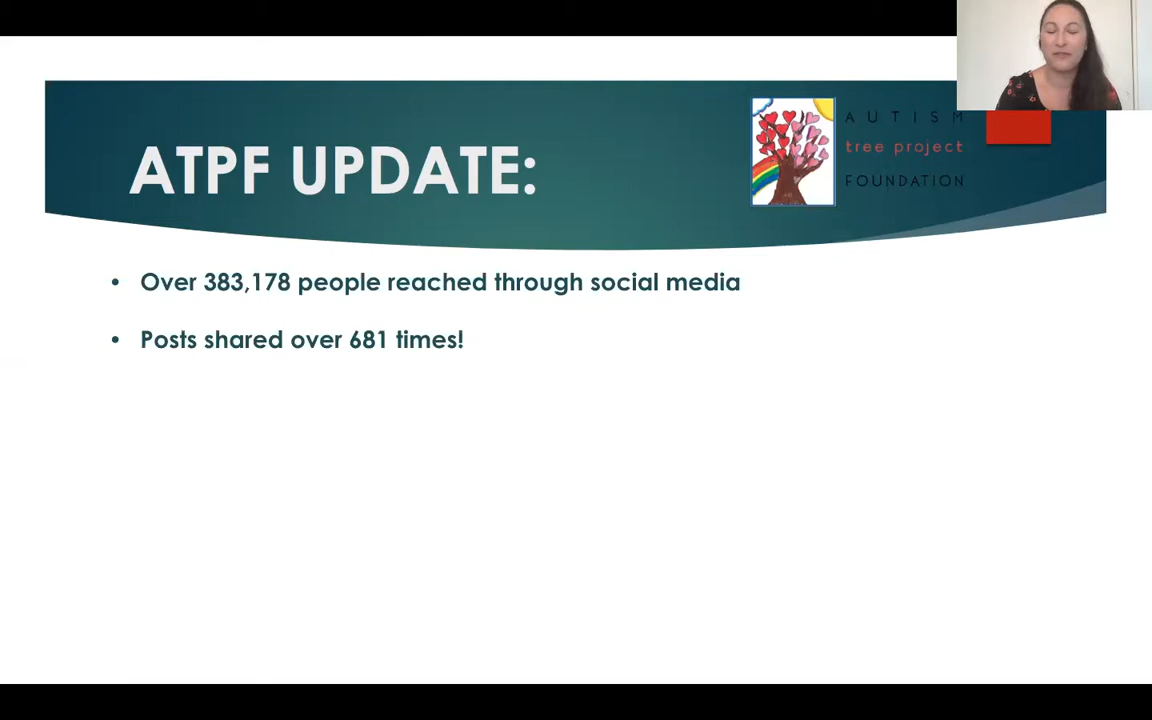 ATPF UPDATE:
AUTISM
tree project
FOUNDATION
• Over 383,178 people reached through social media
• Posts shared over 681 times!